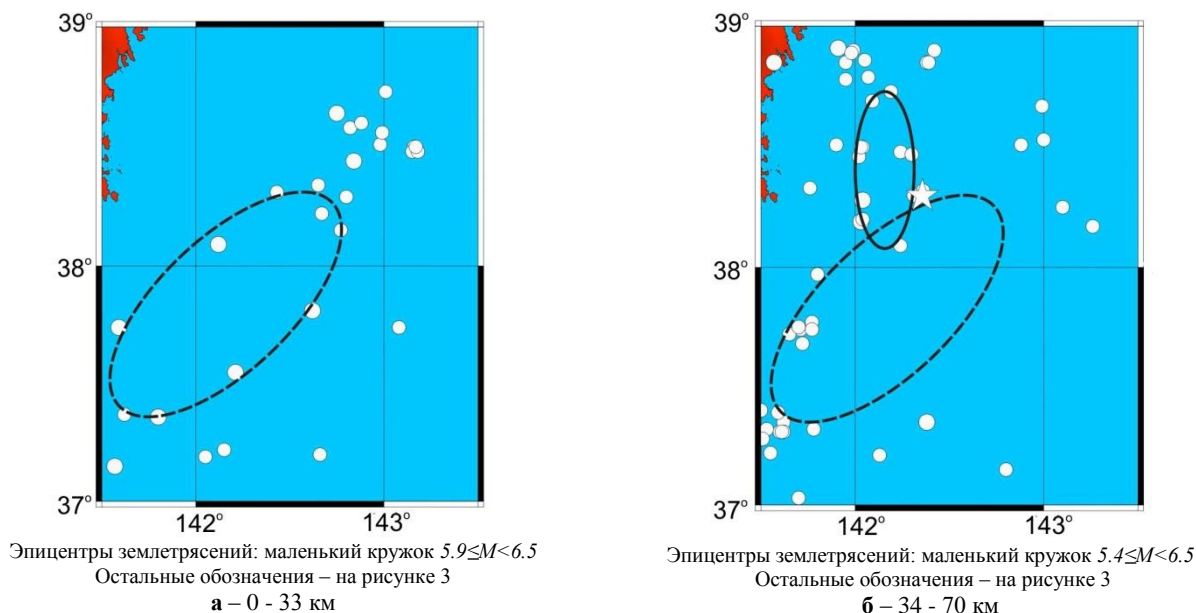 39°
38°
37°
142°
143°
Эпицентры землетрясений: маленький кружок 5.9≤M<6.5
Остальные обозначения – на рисунке 3
а – 0 - 33 км
39°
38°
37°
142°
143°
Эпицентры землетрясений: маленький кружок 5.4≤M<6.5
Остальные обозначения – на рисунке 3
б – 34 - 70 км